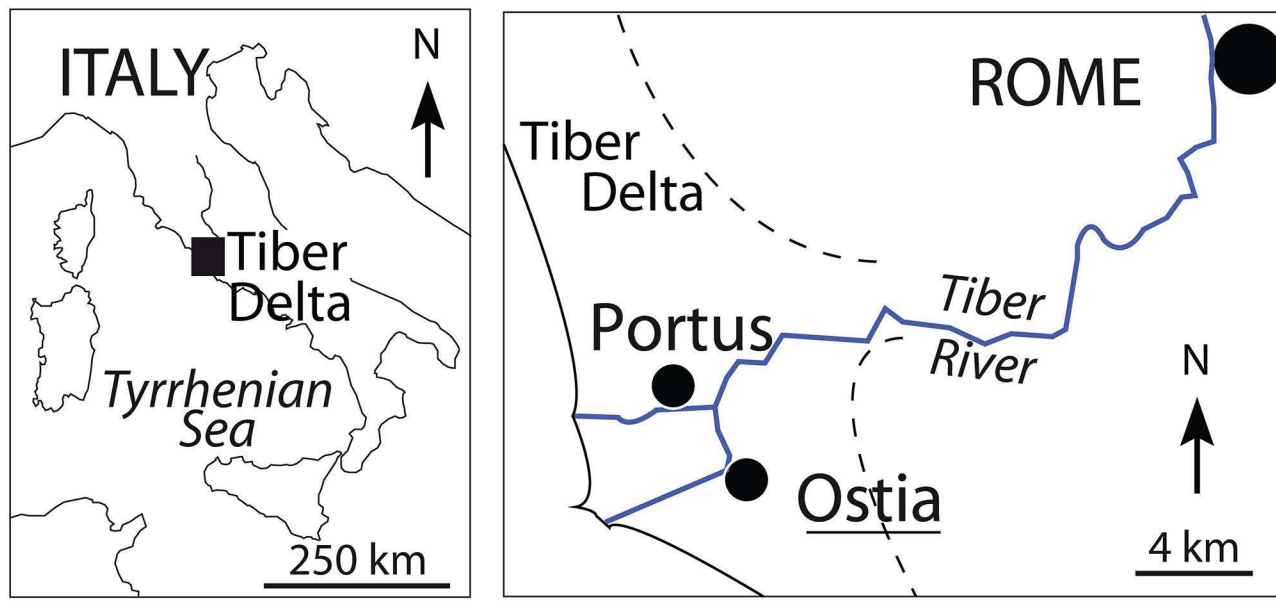 ITALY
N
Tiber
Delta
Tyrrhenian
Sea
250 km
ROME
Tiber
Delta
Tiber
River
Portus
N
Ostia
4 km